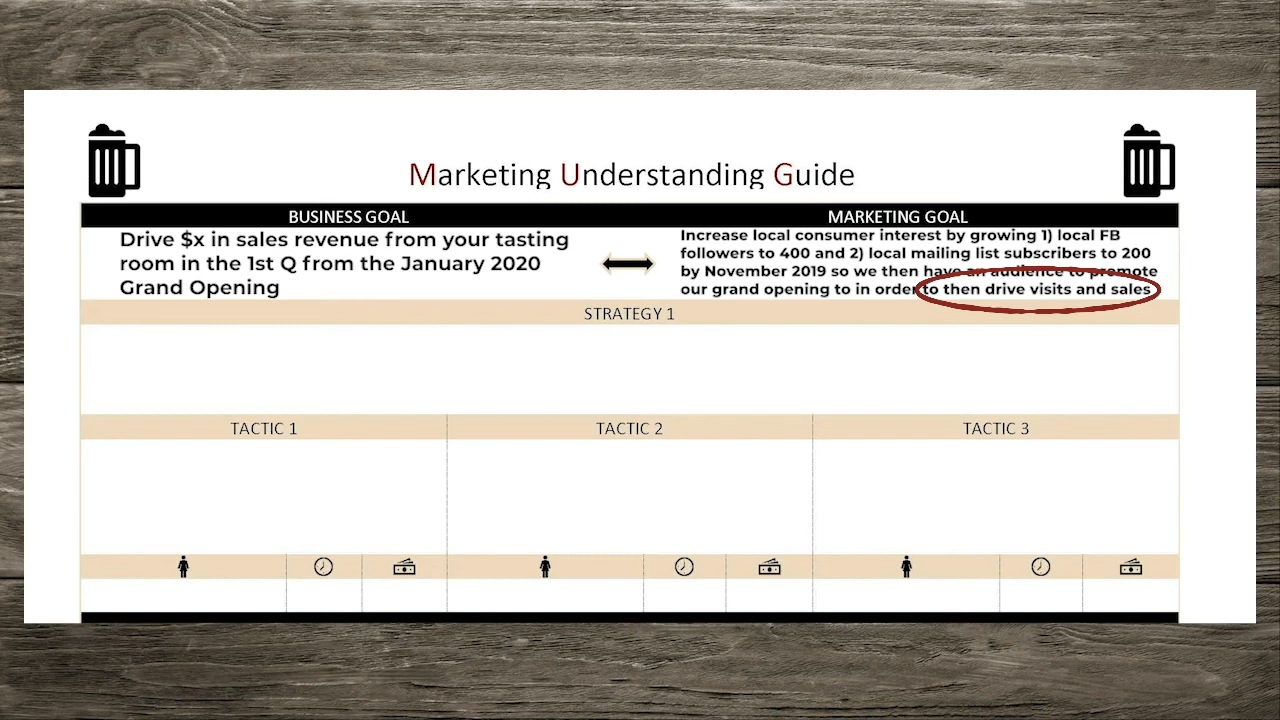 Marketing Understanding Guide
BUSINESS GOAL
MARKETING GOAL
Drive $x in sales revenue from your tasting
room in the 1st Q from the January 2020
Grand Opening
Increase local consumer interest by growing 1) local FB
followers to 400 and 2) local mailing list subscribers to 200
by November 2019 so we then have an audience to promote
our grand opening to in order to then drive visits and sales
STRATEGY 1
TACTIC 1
TACTIC 2
TACTIC 3